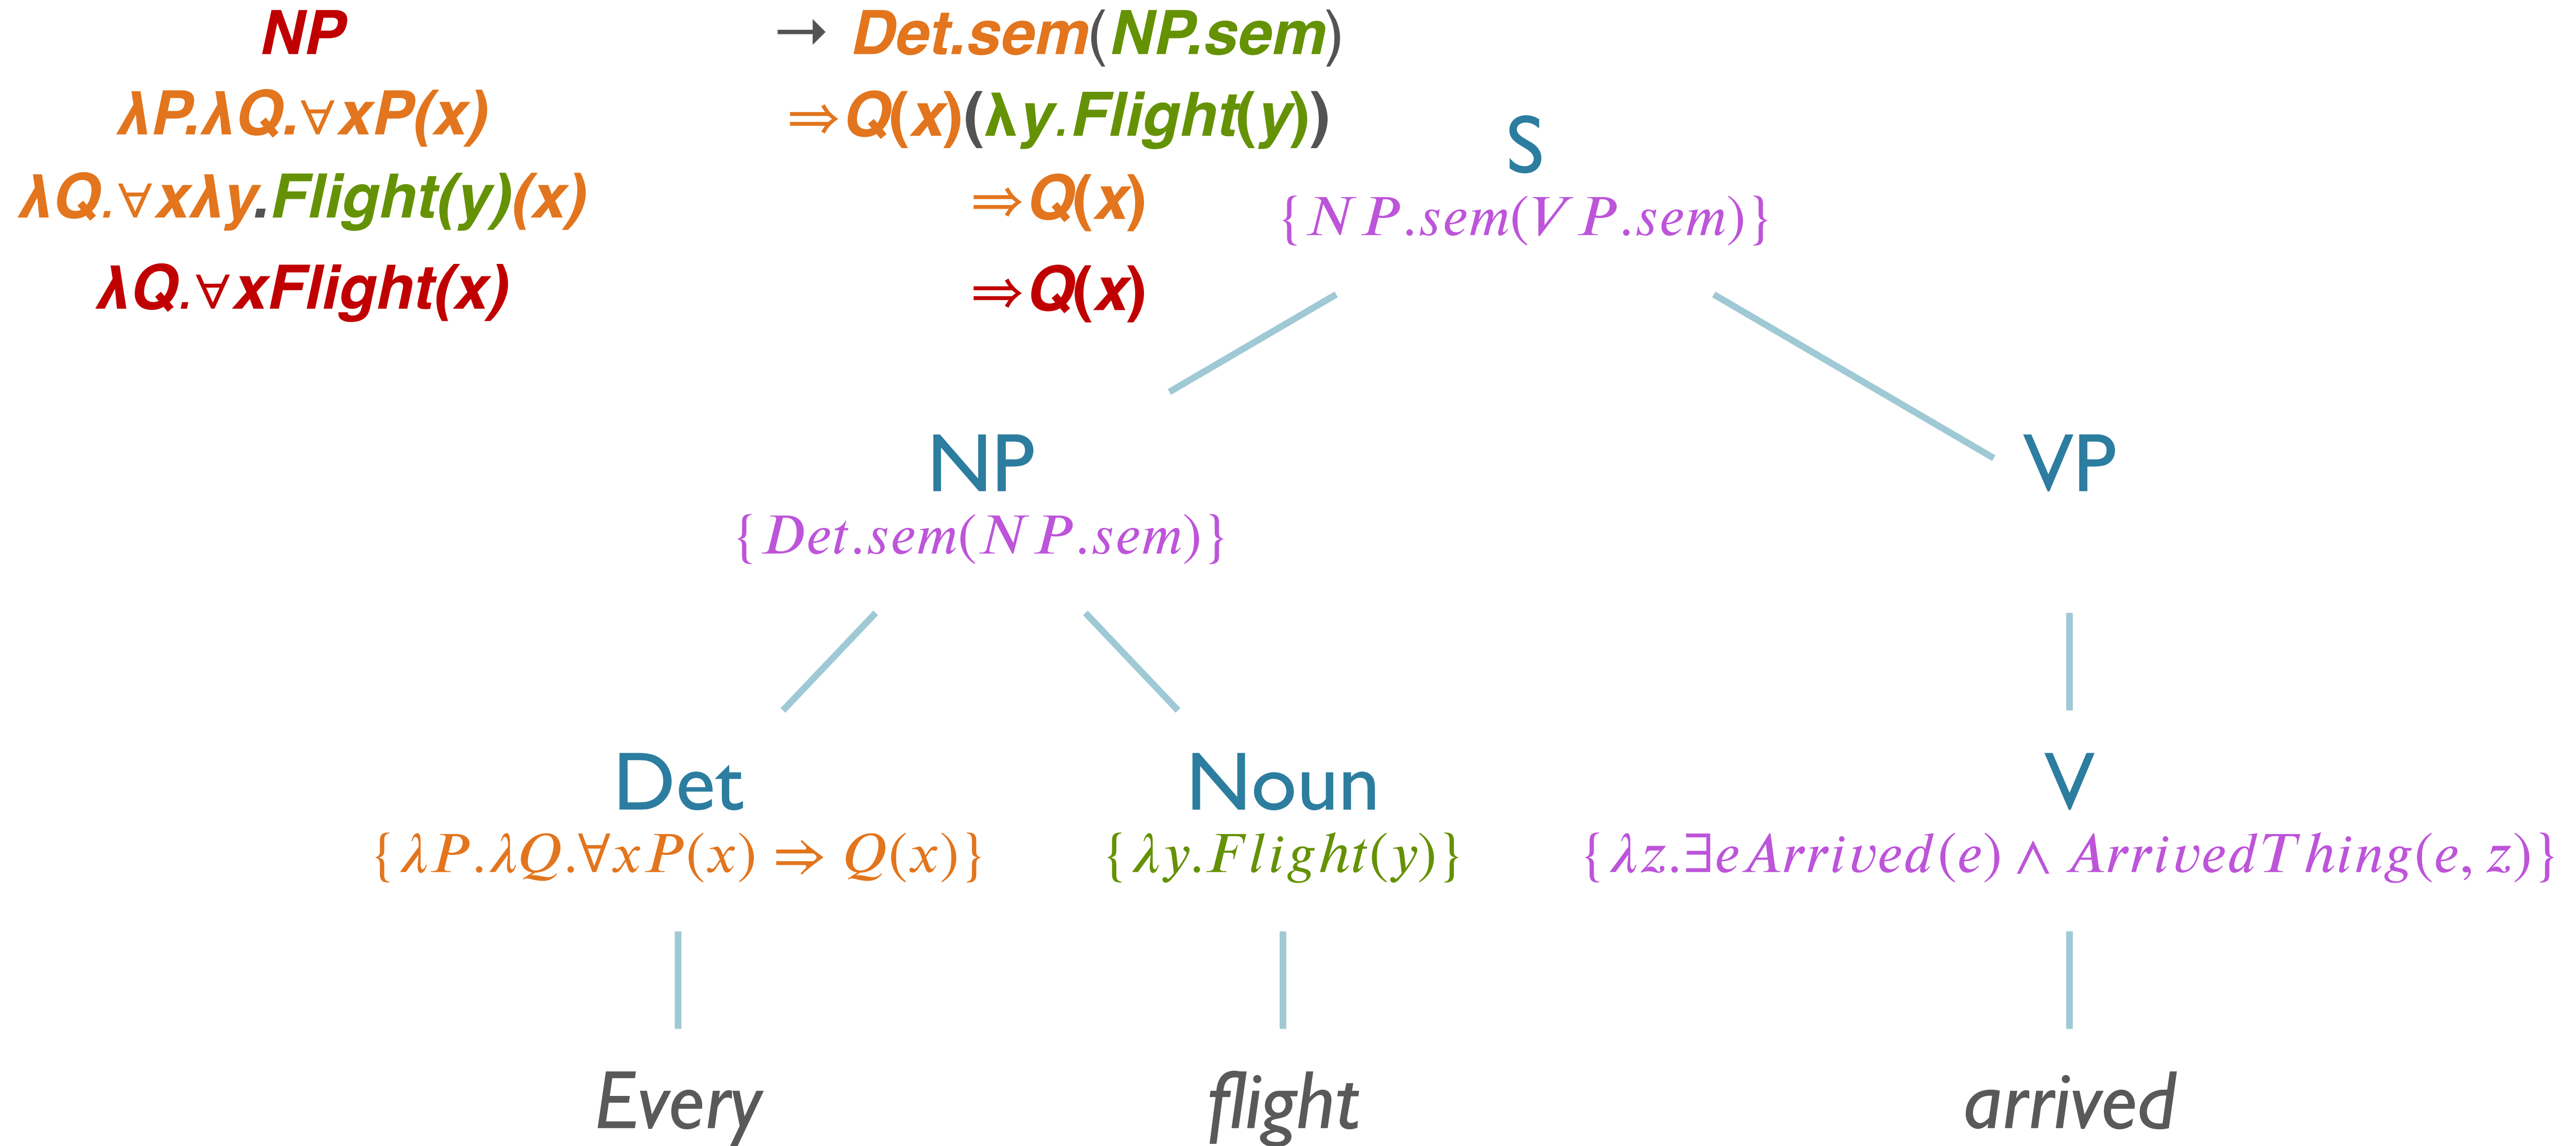 NP → Det.sem(NP.sem)
λP.λQ.∀xP(x) ⇒Q(x)(λy.Flight(y))
λQ.∀xλy.Flight(y)(x) ⇒Q(x)
λQ.∀xFlight(x) ⇒Q(x)
S
{NP.sem(VP.sem)}
NP VP
{Det.sem(NP.sem)}
Det Noun V
{λP.λQ.∀xP(x) ⇒ Q(x)} {λy.Flight(y)} {λz.∃eArrived(e) ∧ ArrivedThing(e, z)}
Every flight arrived